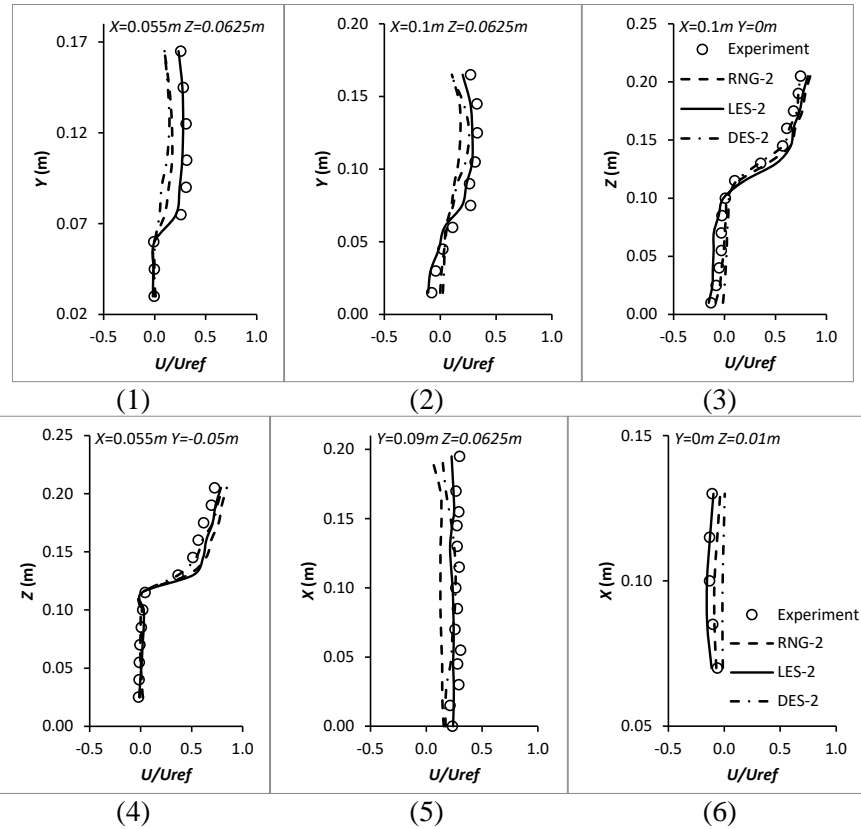 X=0.055m Z=0.0625m
0.17
0.12
0.07
0.02
Y (m)
-0.5 0.0 0.5 1.0
U/Uref
(1)
X=0.1m Z=0.0625m
0.20
0.15
0.10
0.05
0.00
Y (m)
-0.5 0.0 0.5 1.0
U/Uref
(2)
X=0.1m Y=0m
0.25
0.20
0.15
0.10
0.05
0.00
Z (m)
Experiment
RNG-2
LES-2
DES-2
-0.5 0.0 0.5 1.0
U/Uref
(3)
X=0.055m Y=-0.05m
0.25
0.20
0.15
0.10
0.05
0.00
Z (m)
-0.5 0.0 0.5 1.0
U/Uref
(4)
Y=0.09m Z=0.0625m
0.20
0.15
0.10
0.05
0.00
X (m)
-0.5 0.0 0.5 1.0
U/Uref
(5)
Y=0m Z=0.01m
0.15
0.10
0.05
X (m)
Experiment
RNG-2
LES-2
DES-2
-1.0 -0.5 0.0 0.5 1.0
U/Uref
(6)